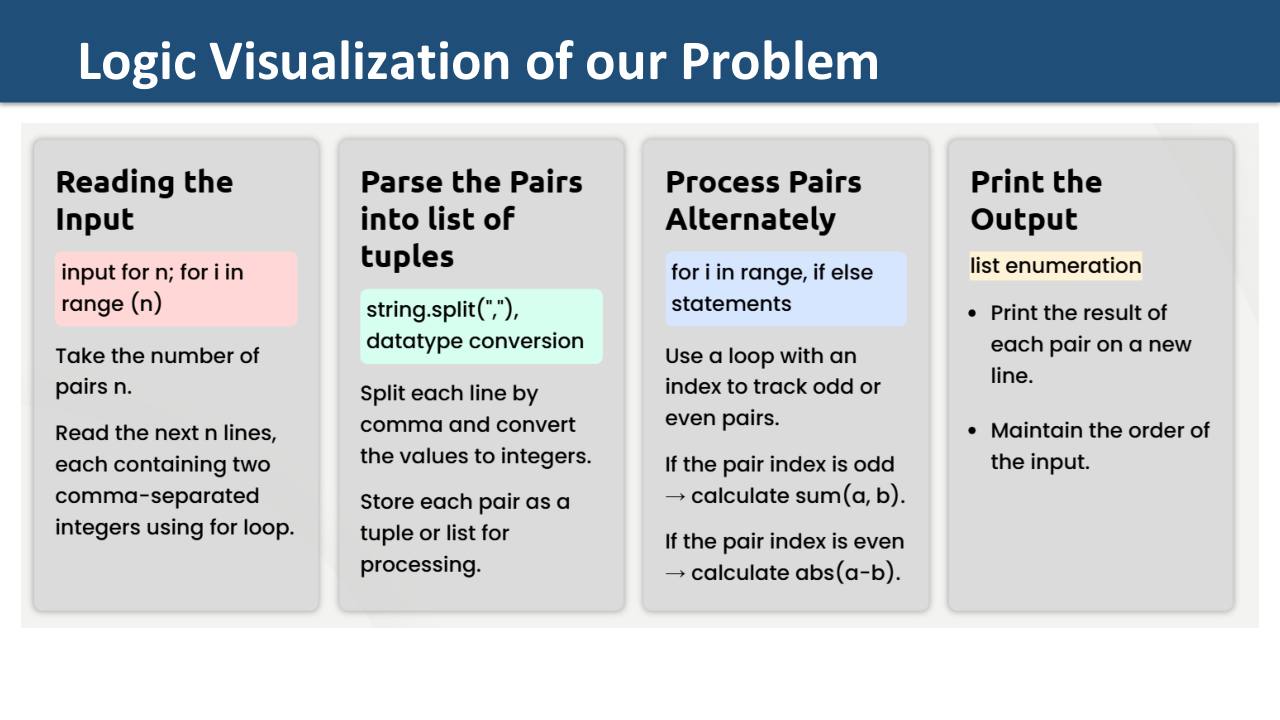 Logic Visualization of our Problem
Reading the
Input
input for n; for i in
range (n)
Take the number of
pairs n.
Read the next n lines,
each containing two
comma-separated
integers using for loop.
Parse the Pairs
into list of
tuples
string.split(","),
datatype conversion
Split each line by
comma and convert
the values to integers.
Store each pair as a
tuple or list for
processing.
Process Pairs
Alternately
for i in range, if else
statements
Use a loop with an
index to track odd or
even pairs.
If the pair index is odd
→ calculate sum(a, b).
If the pair index is even
→ calculate abs(a-b).
Print the
Output
list enumeration
• Print the result of
each pair on a new
line.
• Maintain the order of
the input.